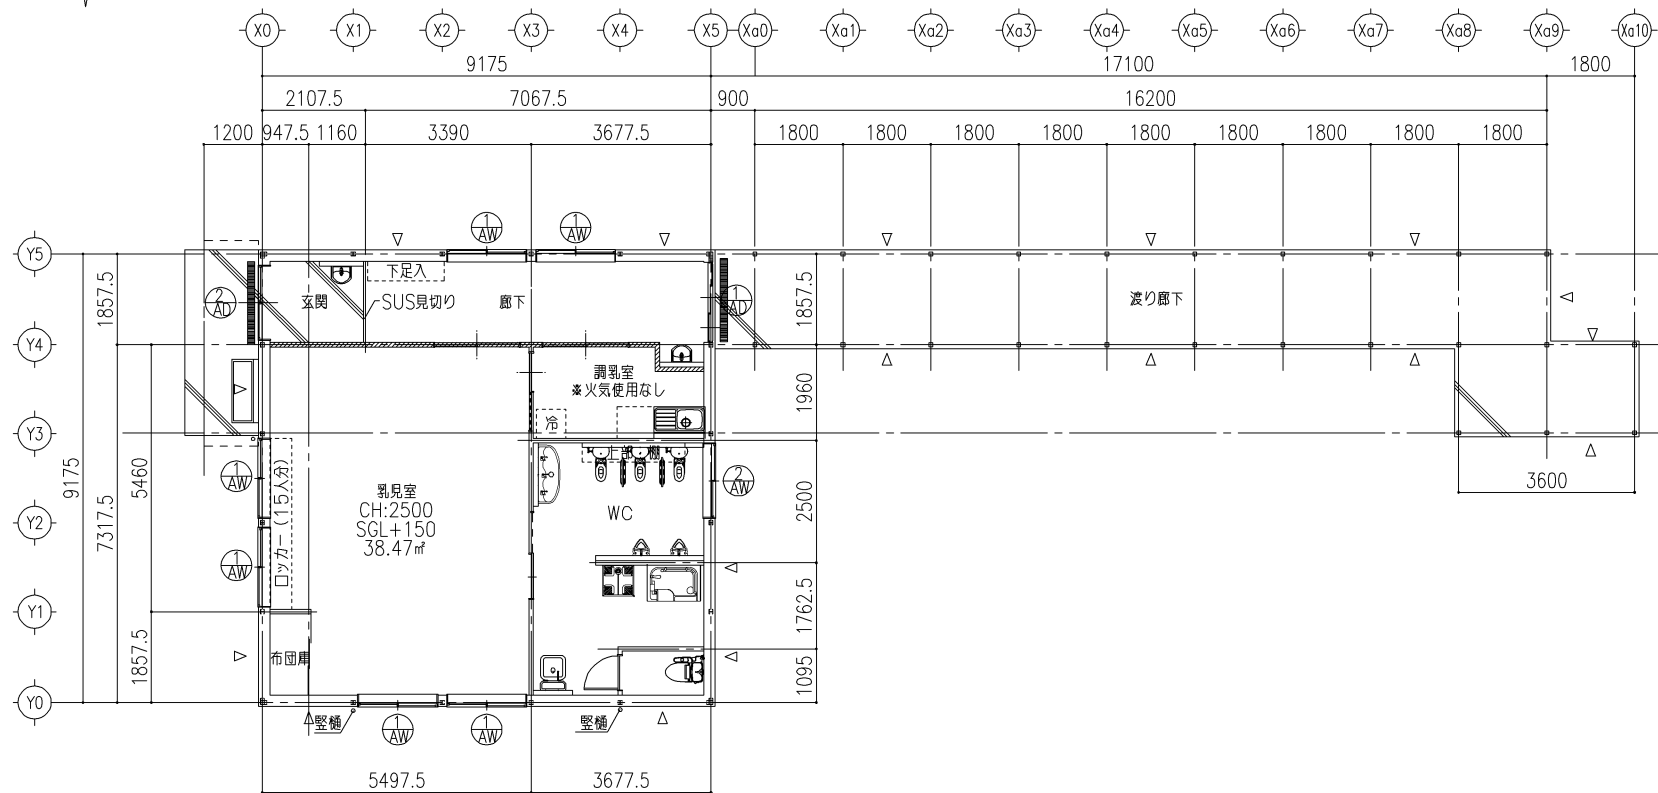 X0 X1 X2 X3 X4 X5 Xa0 Xa1 Xa2 Xa3 Xa4 Xa5 Xa6 Xa7 Xa8 Xa9 Xa10
9175 17100 1800
2107.5 7067.5 900 16200
1200 947.5 1160 3390 3677.5 1800 1800 1800 1800 1800 1800 1800 1800 1800
1 AW
1 AW
Y5
下足入
2 AD
玄関
SUS見切り
廊下
1 AD
渡り廊下
1857.5
1857.5
Y4
調乳室
※火気使用なし
1960
冷
Y3
上部 棚
1 AW
2 AW
9175
7317.5
5460
ロッカー(15人分)
乳児室
CH:2500
SGL+150
38.47㎡
WC
2500
3600
Y2
1 AW
Y1
1762.5
1857.5
布団庫
1095
Y0
竪樋
1 AW
1 AW
竪樋
5497.5 3677.5